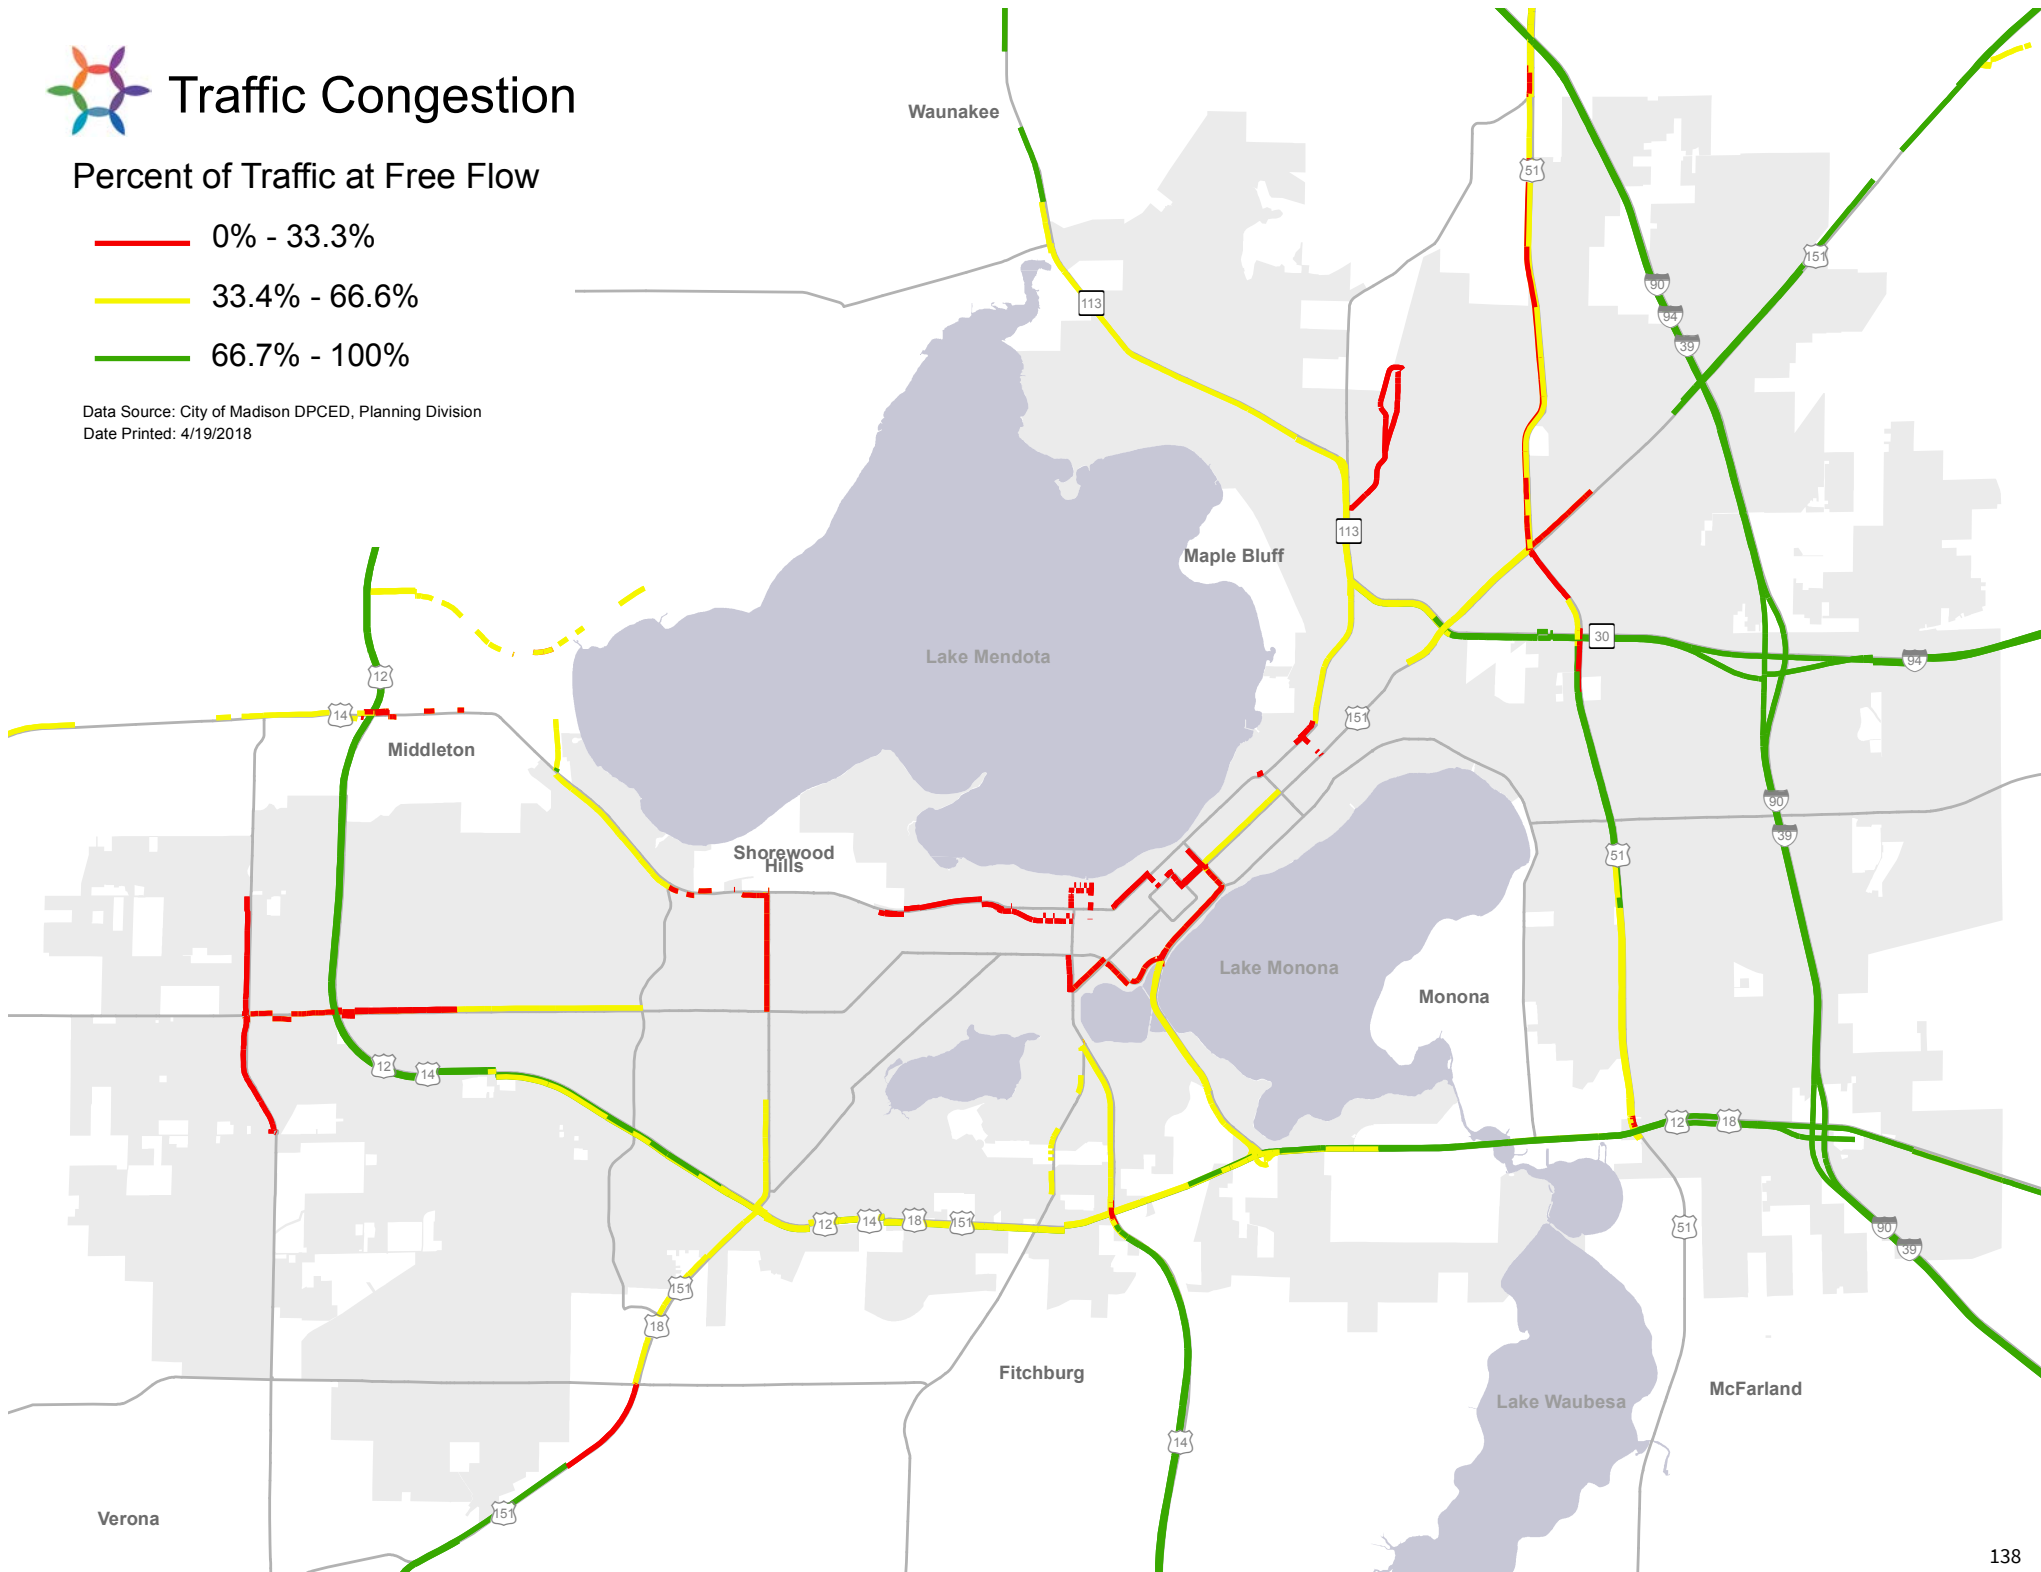 Traffic Congestion
Percent of Traffic at Free Flow
0% - 33.3%
33.4% - 66.6%
66.7% - 100%
Data Source: City of Madison DPCED, Planning Division
Date Printed: 4/19/2018
Waunakee
51
151
90
94
39
113
113
Maple Bluff
30
94
Lake Mendota
12
14
151
Middleton
90
39
Shorewood
Hills
51
Lake Monona
Monona
12
14
12
18
12
14
18
151
51
90
39
151
18
Fitchburg
McFarland
Lake Waubesa
14
151
Verona
138